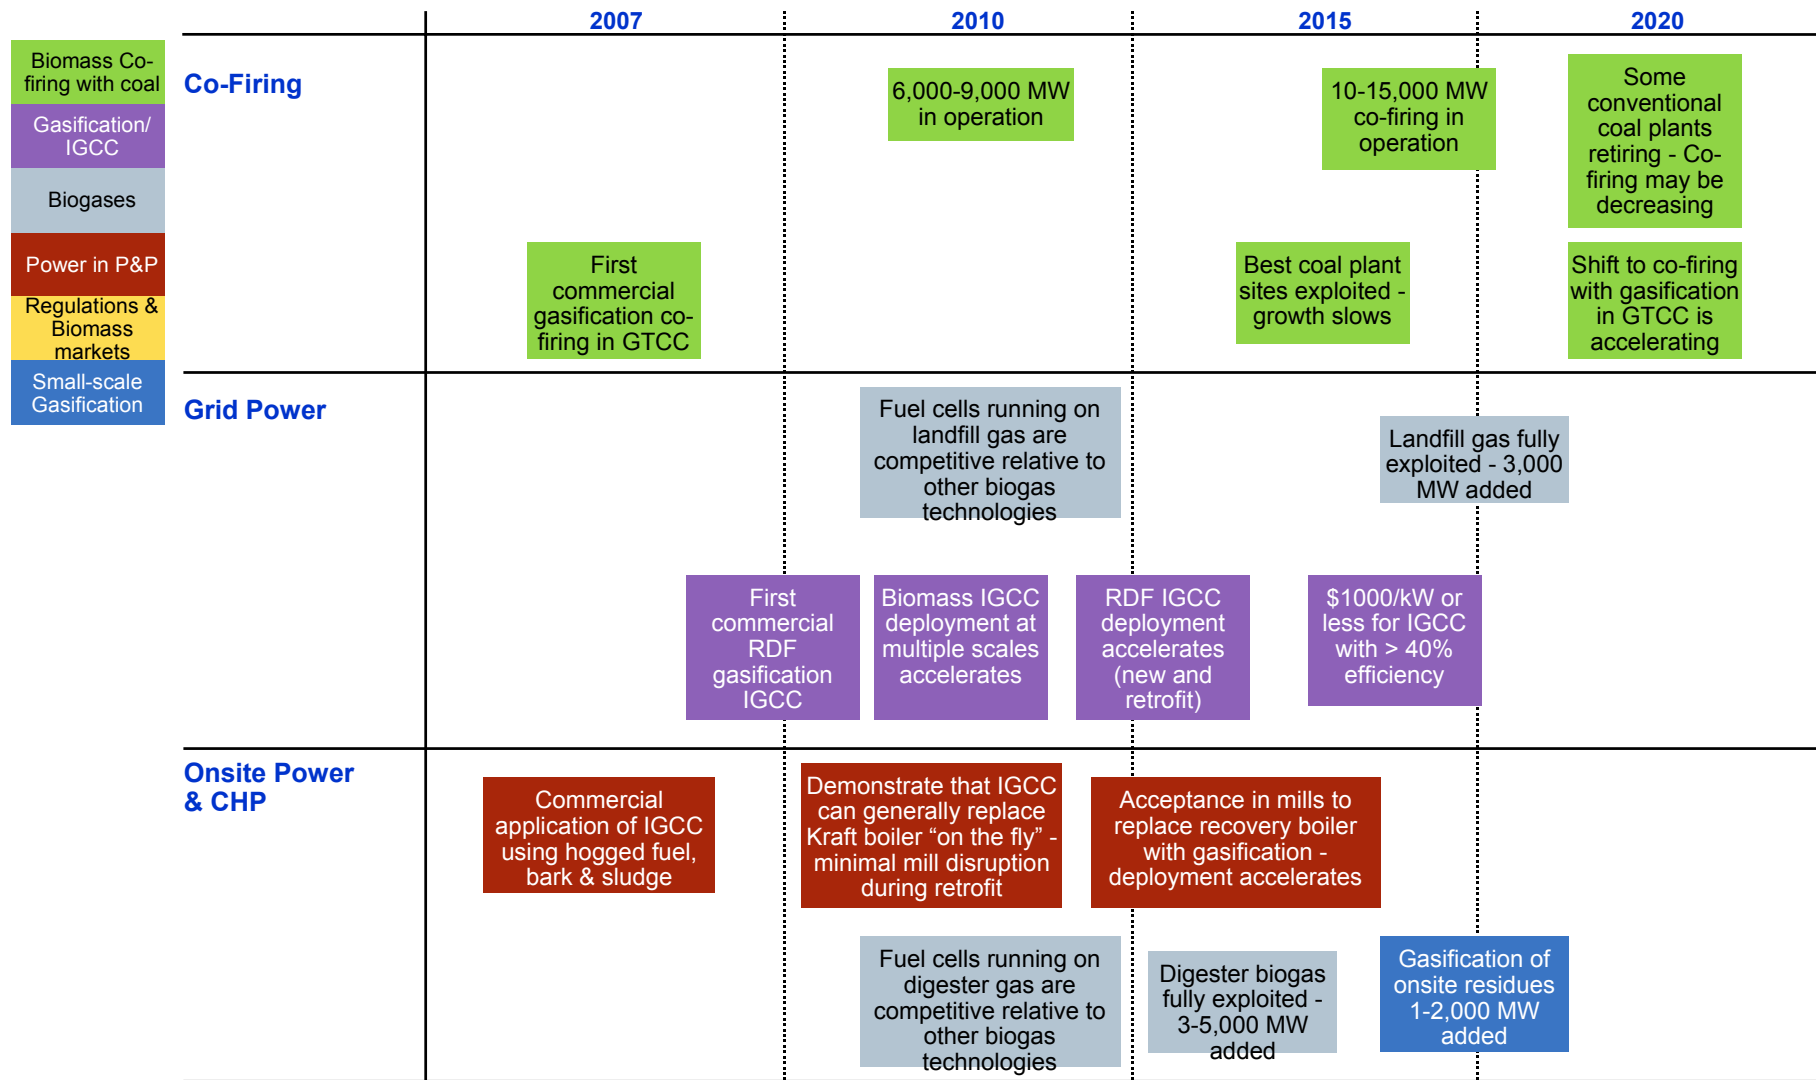 2007
2010
2015
2020
Biomass Co-
firing with coal
Gasification/
IGCC
Biogases
Power in P&P
Regulations &
Biomass
markets
Small-scale
Gasification
Co-Firing
6,000-9,000 MW
in operation
10-15,000 MW
co-firing in
operation
Some
conventional
coal plants
retiring - Co-
firing may be
decreasing
First
commercial
gasification co-
firing in GTCC
Best coal plant
sites exploited -
growth slows
Shift to co-firing
with gasification
in GTCC is
accelerating
Grid Power
Fuel cells running on
landfill gas are
competitive relative to
other biogas
technologies
Landfill gas fully
exploited - 3,000
MW added
First
commercial
RDF
gasification
IGCC
Biomass IGCC
deployment at
multiple scales
accelerates
RDF IGCC
deployment
accelerates
(new and
retrofit)
$1000/kW or
less for IGCC
with > 40%
efficiency
Onsite Power
& CHP
Commercial
application of IGCC
using hogged fuel,
bark & sludge
Demonstrate that IGCC
can generally replace
Kraft boiler “on the fly” -
minimal mill disruption
during retrofit
Acceptance in mills to
replace recovery boiler
with gasification -
deployment accelerates
Fuel cells running on
digester gas are
competitive relative to
other biogas
technologies
Digester biogas
fully exploited -
3-5,000 MW
added
Gasification of
onsite residues
1-2,000 MW
added